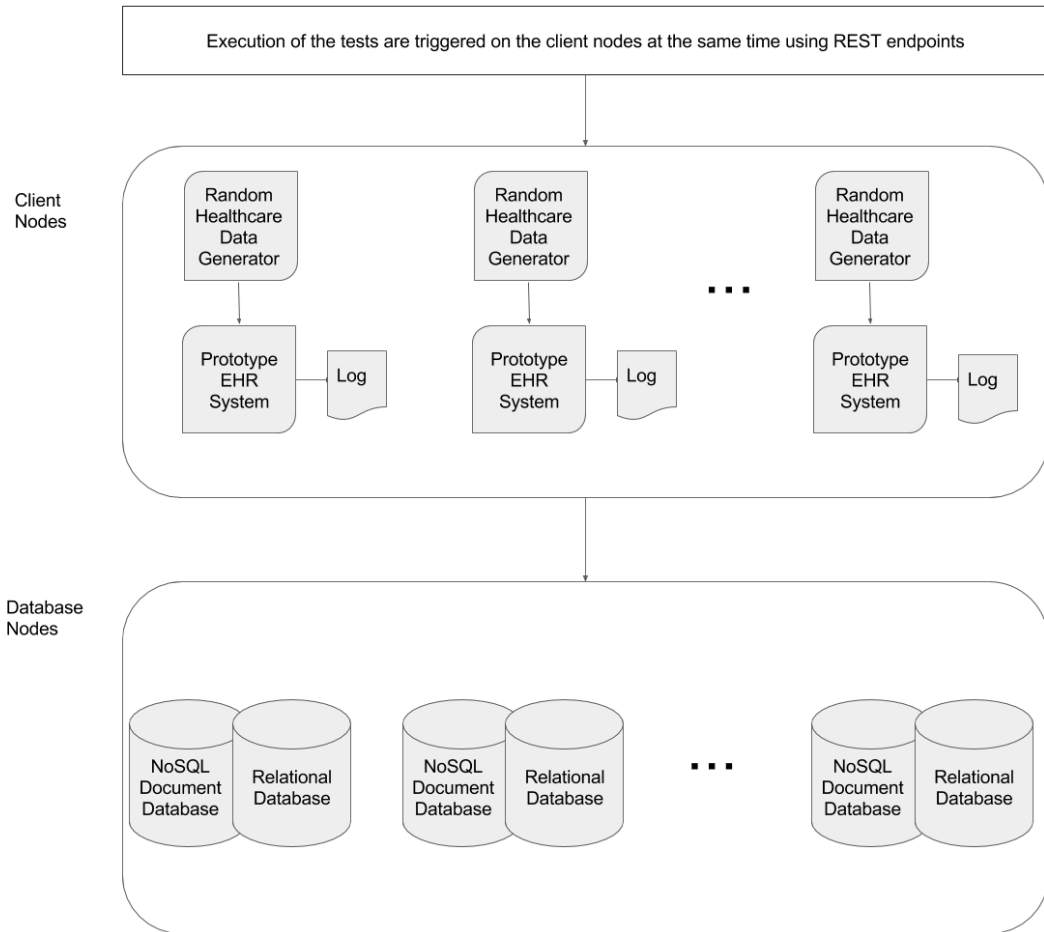 Execution of the tests are triggered on the client nodes at the same time using REST endpoints
Client
Nodes
Random
Healthcare
Data
Generator
Random
Healthcare
Data
Generator
Random
Healthcare
Data
Generator
...
Prototype
EHR
System
Log
Prototype
EHR
System
Log
Prototype
EHR
System
Log
Database
Nodes
NoSQL
Document
Database
Relational
Database
NoSQL
Document
Database
Relational
Database
...
NoSQL
Document
Database
Relational
Database